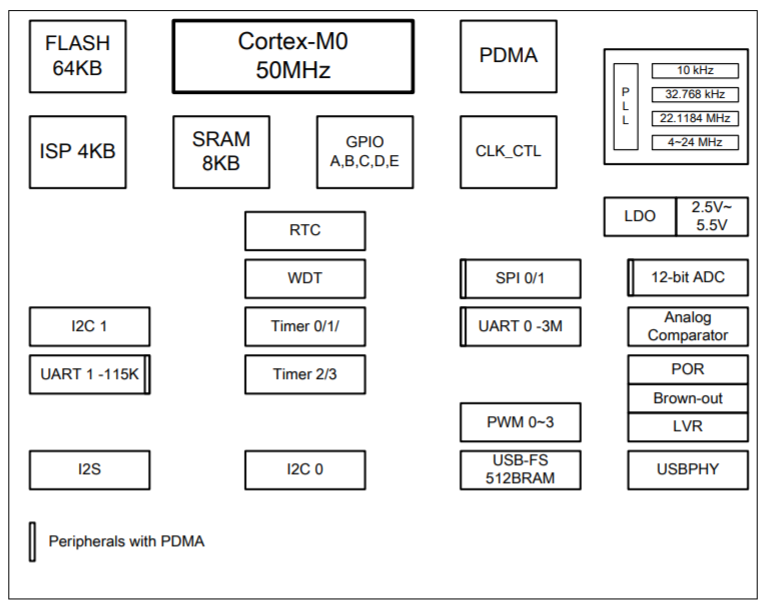 FLASH
64KB
Cortex-M0
50MHz
PDMA
PLL
10 kHz
32.768 kHz
22.1184 MHz
4~24 MHz
ISP 4KB
SRAM
8KB
GPIO
A,B,C,D,E
CLK_CTL
LDO
2.5V~
5.5V
RTC
WDT
SPI 0/1
12-bit ADC
I2C 1
Timer 0/1/
UART 0 -3M
Analog
Comparator
UART 1 -115K
Timer 2/3
POR
Brown-out
PWM 0~3
LVR
I2S
I2C 0
USB-FS
512BRAM
USBPHY
Peripherals with PDMA